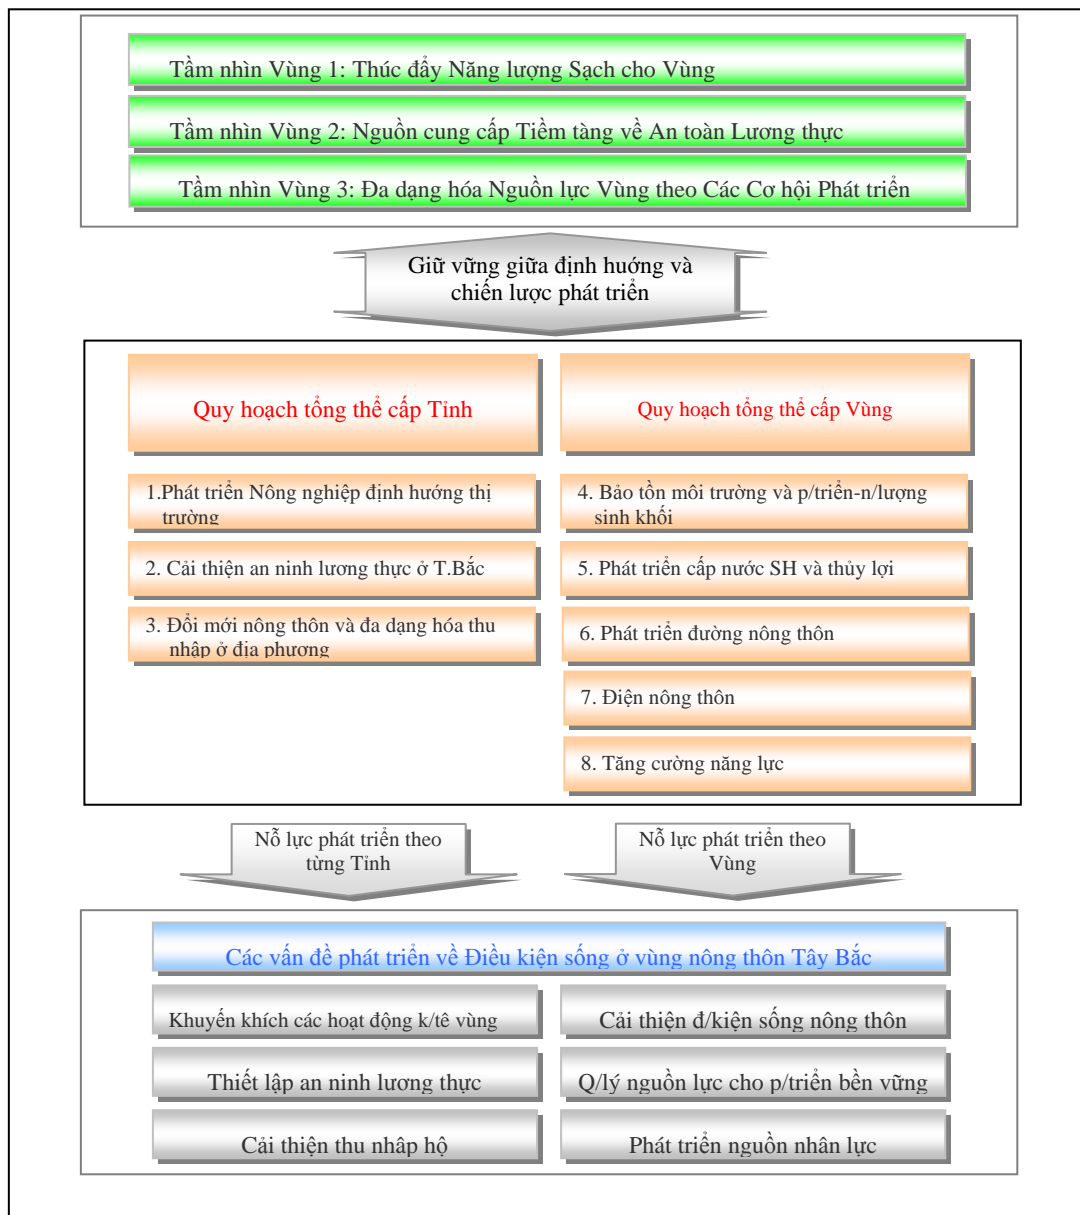 Tầm nhìn Vùng 1: Thúc đẩy Năng lượng Sạch cho Vùng
Tầm nhìn Vùng 2: Nguồn cung cấp Tiềm tàng về An toàn Lương thực
Tầm nhìn Vùng 3: Đa dạng hóa Nguồn lực Vùng theo Các Cơ hội Phát triển
Giữ vững giữa định huớng và
chiến lược phát triển
Quy hoạch tổng thể cấp Tỉnh
1.Phát triển Nông nghiệp định hướng thị
trường
2. Cải thiện an ninh lương thực ở T.Bắc
3. Đổi mới nông thôn và đa dạng hóa thu
nhập ở địa phương
Quy hoạch tổng thể cấp Vùng
4. Bảo tồn môi trường và p/triển-n/lượng
sinh khối
5. Phát triển cấp nước SH và thủy lợi
6. Phát triển đường nông thôn
7. Điện nông thôn
8. Tăng cường năng lực
Nỗ lực phát triển theo
từng Tỉnh
Nỗ lực phát triển theo
Vùng
Các vấn đề phát triển về Điều kiện sống ở vùng nông thôn Tây Bắc
Khuyến khích các hoạt động k/tê vùng
Cải thiện đ/kiện sống nông thôn
Thiết lập an ninh lương thực
Q/lý nguồn lực cho p/triển bền vững
Cải thiện thu nhâp hộ
Phát triển nguồn nhân lực